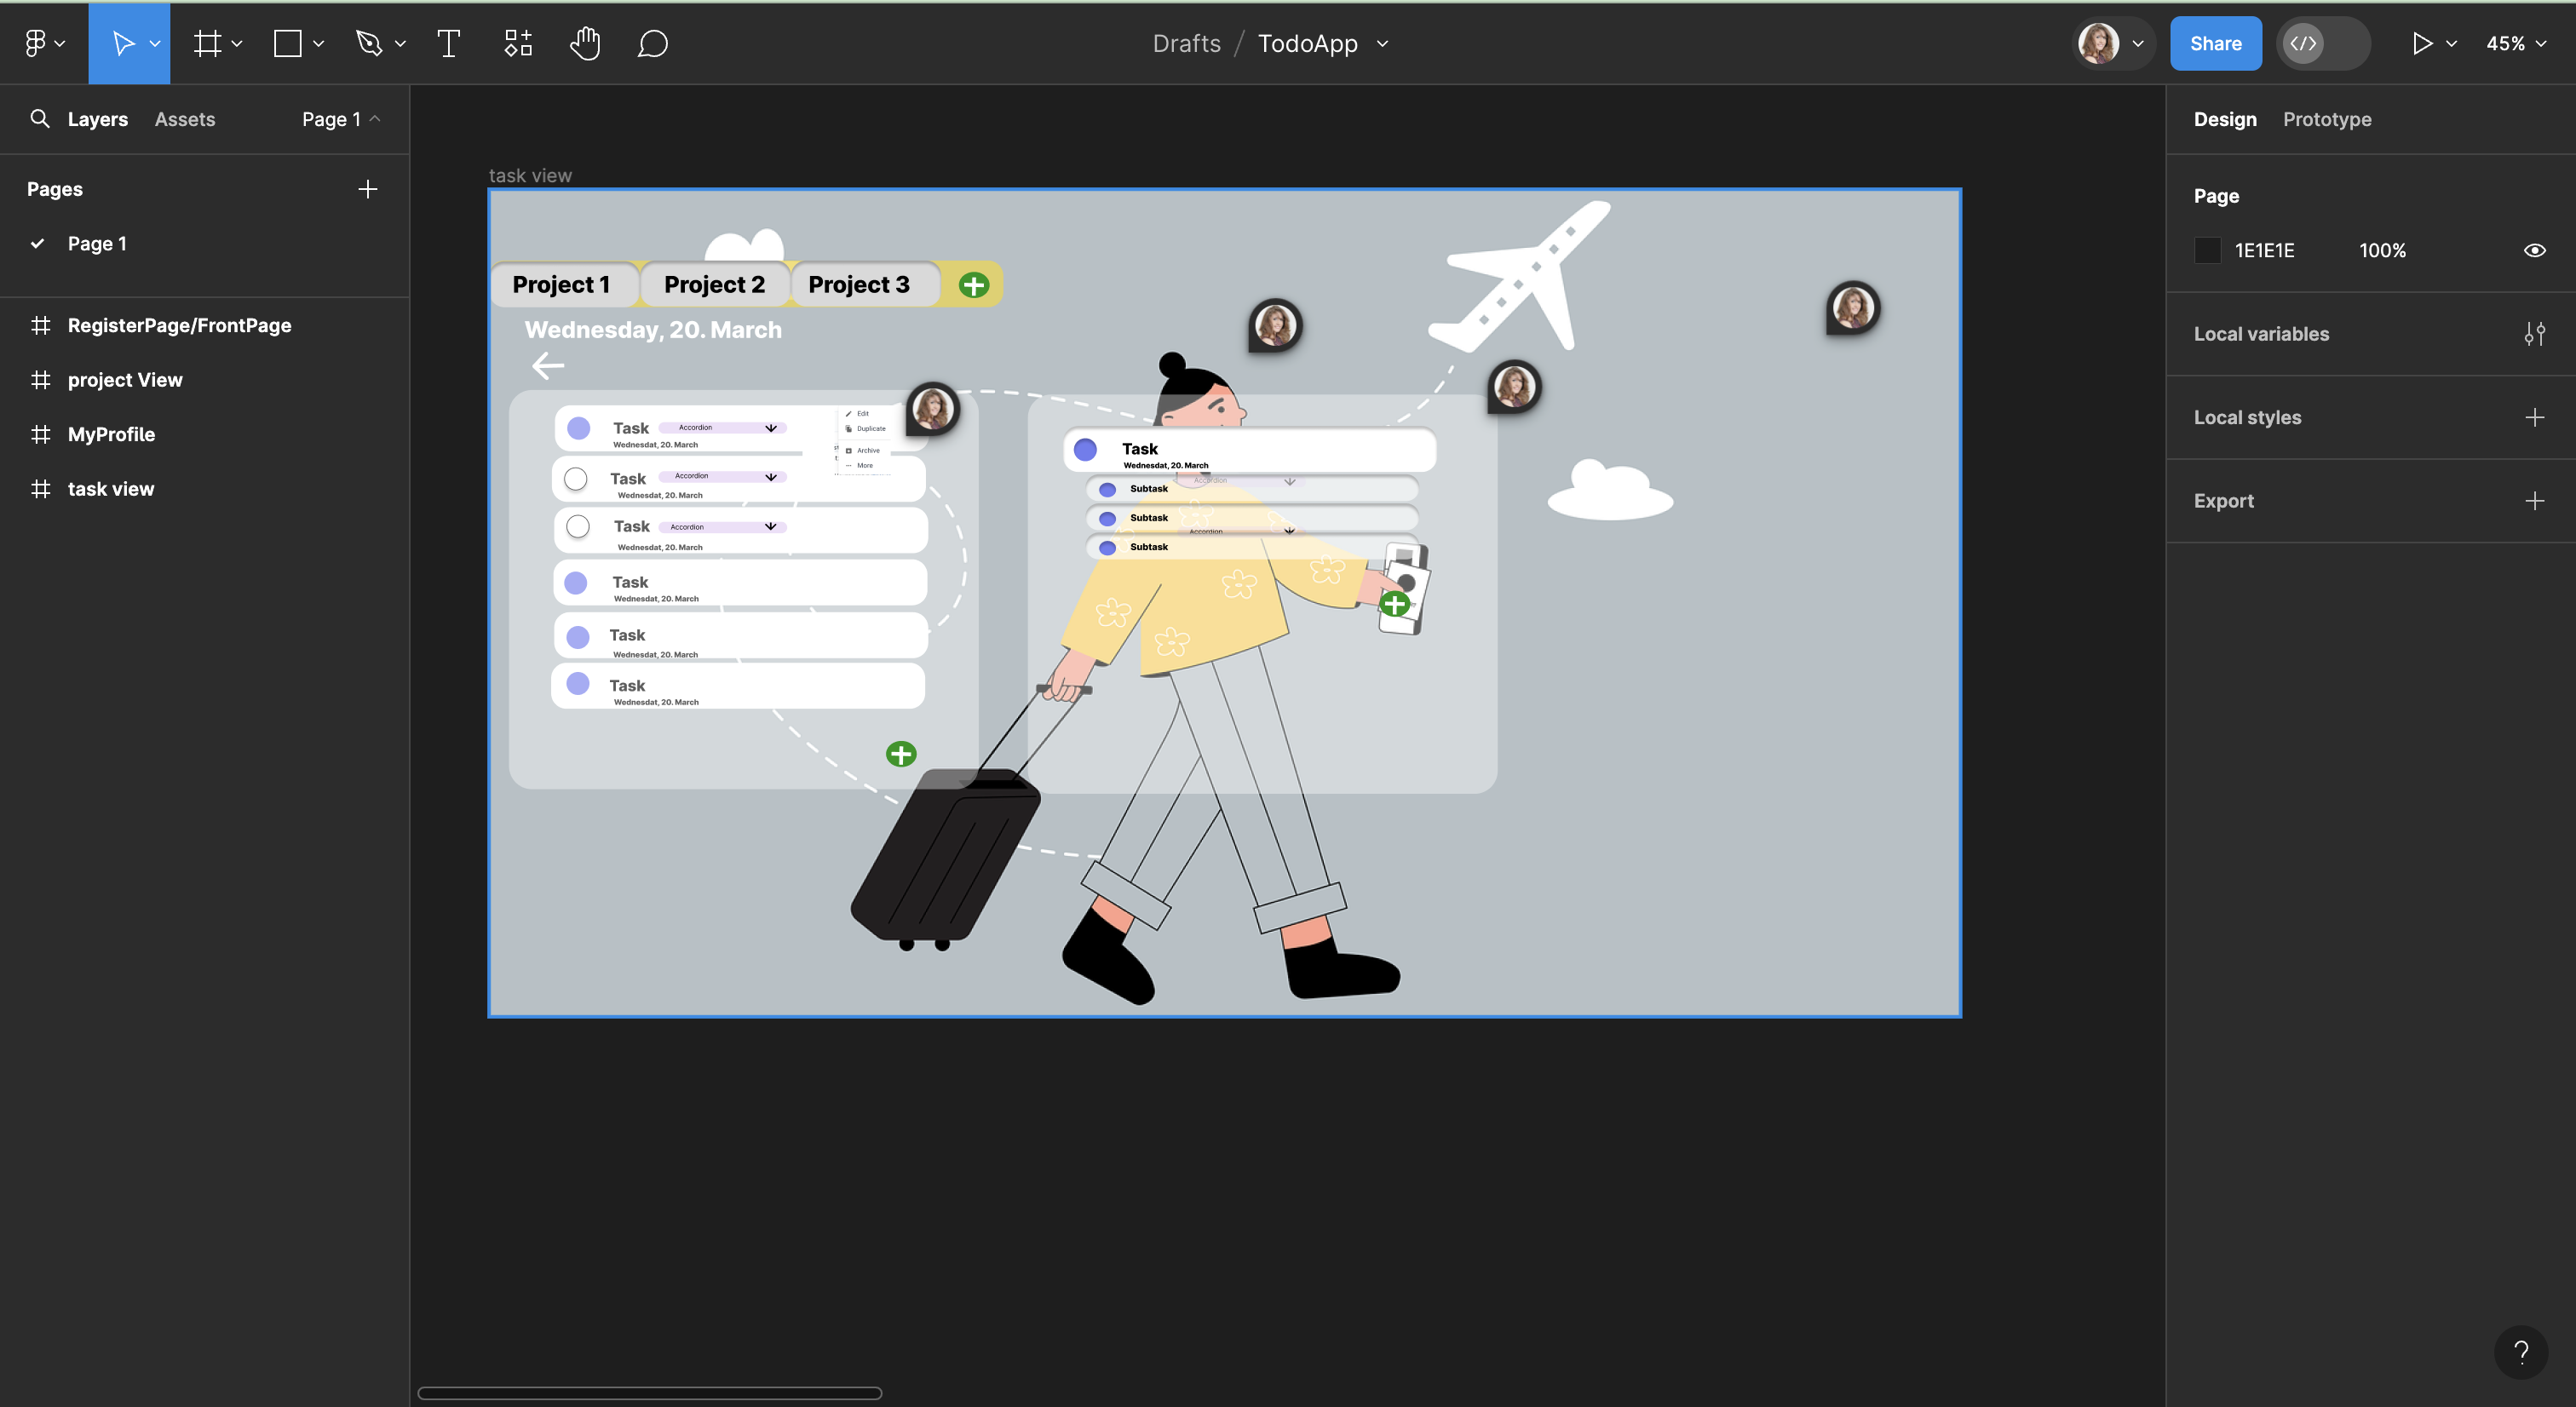 Drafts / TodoApp
Share
45%
Layers Assets Page 1
Pages
Page 1
RegisterPage/FrontPage
project View
MyProfile
task view
task view
Project 1 Project 2 Project 3
Wednesday, 20. March
Task Accordion
Wednesdat, 20. March
Edit
Duplicate
Archive
More
Task Accordion
Wednesdat, 20. March
Task Accordion
Wednesdat, 20. March
Task
Wednesdat, 20. March
Task
Wednesdat, 20. March
Task
Wednesdat, 20. March
Task
Wednesdat, 20. March
Subtask Accordion
Subtask
Accordion
Subtask
Design Prototype
Page
1E1E1E 100%
Local variables
Local styles
Export
?